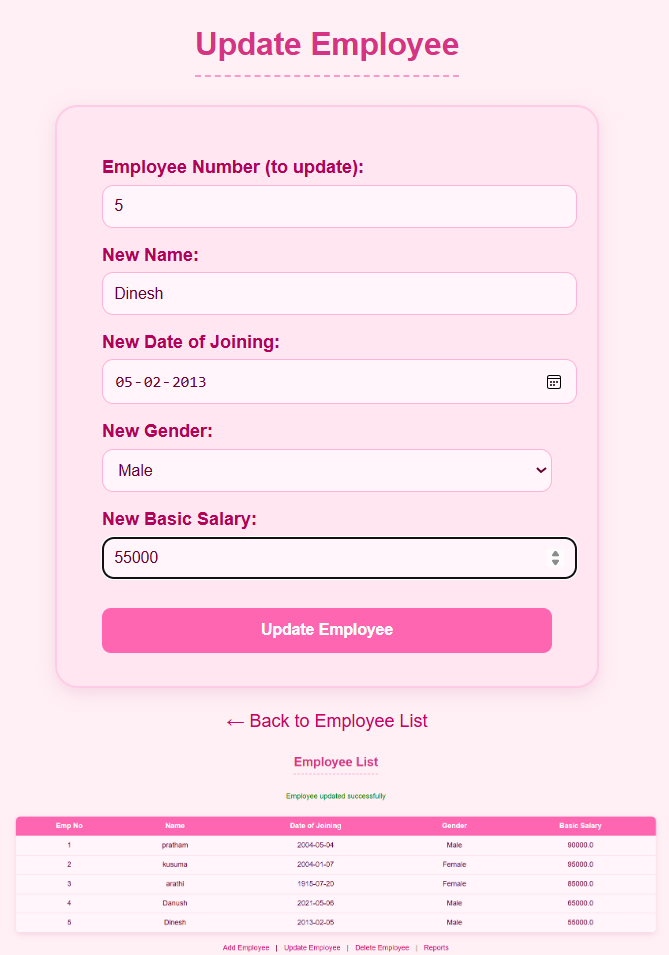 Update Employee
Employee Number (to update):
5
New Name:
Dinesh
New Date of Joining:
05-02-2013
New Gender:
Male
New Basic Salary:
55000
Update Employee
← Back to Employee List
Employee List
Employee updated successfully
Emp No Name Date of Joining Gender Basic Salary
1 pratham 2004-05-04 Male 90000.0
2 kusuma 2004-01-07 Female 95000.0
3 arathi 1915-07-20 Female 85000.0
4 Danush 2021-05-06 Male 65000.0
5 Dinesh 2013-02-05 Male 55000.0
Add Employee | Update Employee | Delete Employee | Reports